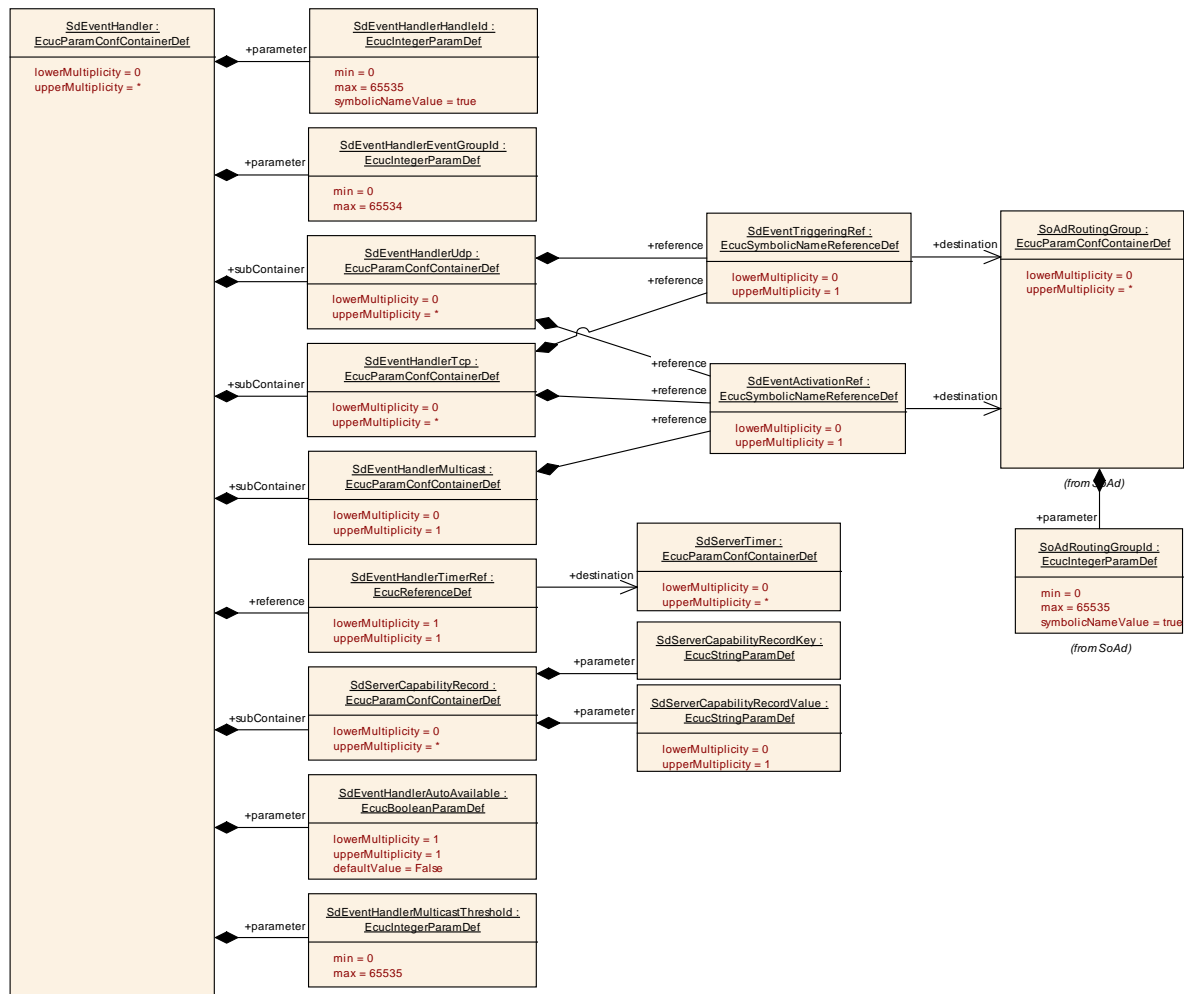 SdEventHandler :
EcucParamConfContainerDef
lowerMultiplicity = 0
upperMultiplicity = *
+parameter
SdEventHandlerHandleId :
EcucIntegerParamDef
min = 0
max = 65535
symbolicNameValue = true
+parameter
SdEventHandlerEventGroupId :
EcucIntegerParamDef
min = 0
max = 65534
+subContainer
SdEventHandlerUdp :
EcucParamConfContainerDef
lowerMultiplicity = 0
upperMultiplicity = *
+reference
+reference
SdEventTriggeringRef :
EcucSymbolicNameReferenceDef
lowerMultiplicity = 0
upperMultiplicity = 1
+destination
SoAdRoutingGroup :
EcucParamConfContainerDef
lowerMultiplicity = 0
upperMultiplicity = *
(from SoAd)
+subContainer
SdEventHandlerTcp :
EcucParamConfContainerDef
lowerMultiplicity = 0
upperMultiplicity = *
+reference
+reference
+reference
SdEventActivationRef :
EcucSymbolicNameReferenceDef
lowerMultiplicity = 0
upperMultiplicity = 1
+destination
+subContainer
SdEventHandlerMulticast :
EcucParamConfContainerDef
lowerMultiplicity = 0
upperMultiplicity = 1
+parameter
SoAdRoutingGroupId :
EcucIntegerParamDef
min = 0
max = 65535
symbolicNameValue = true
(from SoAd)
+reference
SdEventHandlerTimerRef :
EcucReferenceDef
lowerMultiplicity = 1
upperMultiplicity = 1
+destination
SdServerTimer :
EcucParamConfContainerDef
lowerMultiplicity = 0
upperMultiplicity = *
+subContainer
SdServerCapabilityRecord :
EcucParamConfContainerDef
lowerMultiplicity = 0
upperMultiplicity = *
+parameter
SdServerCapabilityRecordKey :
EcucStringParamDef
+parameter
SdServerCapabilityRecordValue :
EcucStringParamDef
lowerMultiplicity = 0
upperMultiplicity = 1
+parameter
SdEventHandlerAutoAvailable :
EcucBooleanParamDef
lowerMultiplicity = 1
upperMultiplicity = 1
defaultValue = False
+parameter
SdEventHandlerMulticastThreshold :
EcucIntegerParamDef
min = 0
max = 65535